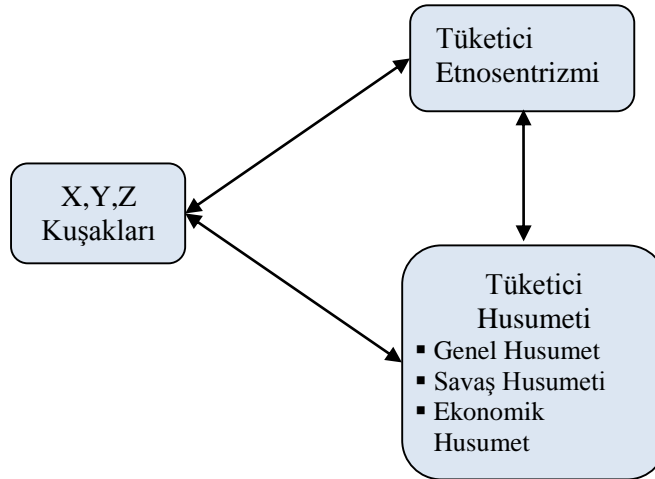 Tüketici
Etnosentrizmi
X,Y,Z
Kuşakları
Tüketici
Husumeti
▪ Genel Husumet
▪ Savaş Husumeti
▪ Ekonomik
Husumet